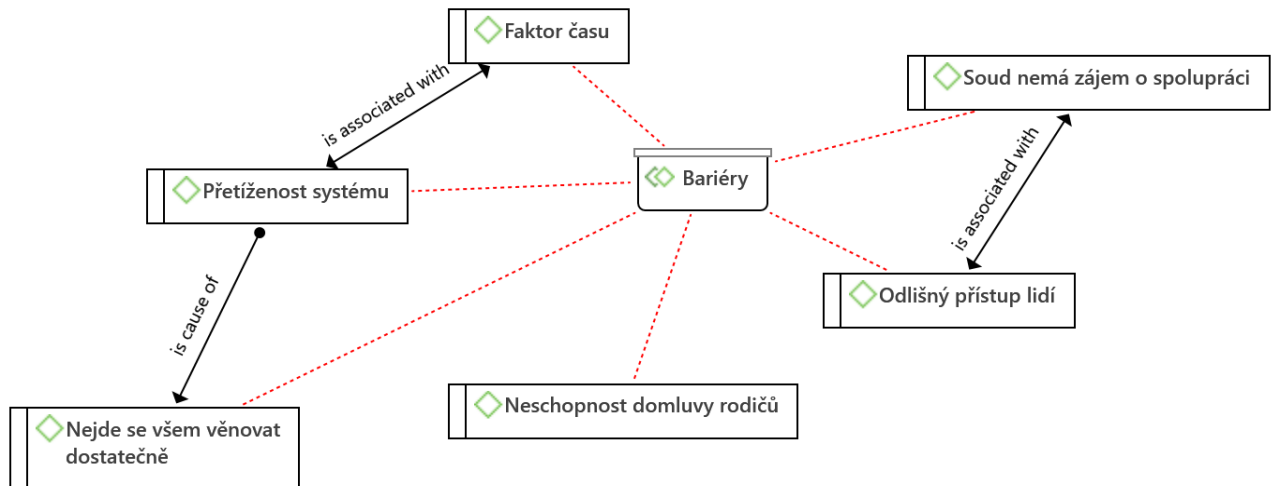 Faktor času
is associated with
Soud nemá zájem o spolupráci
Přetíženost systému
Bariéry
is associated with
Odlišný přístup lidí
is cause of
Neschopnost domluvy rodičů
Nejde se všem věnovat
dostatečně